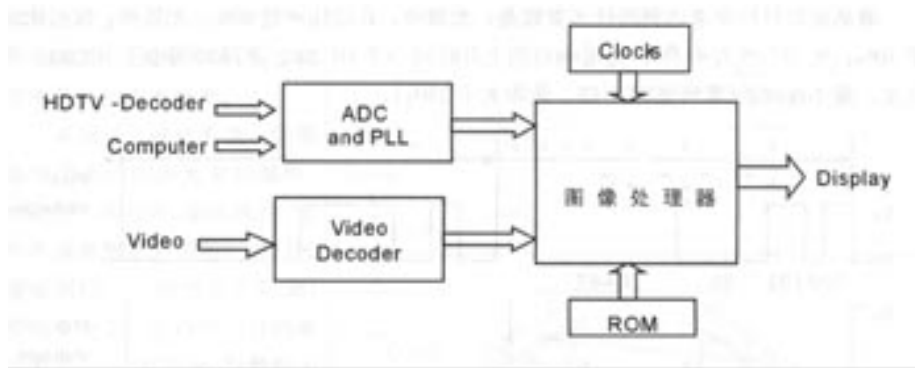 Clocks
HDTV -Decoder
Computer
ADC
and PLL
图 像 处 理 器
Display
Video
Video
Decoder
ROM